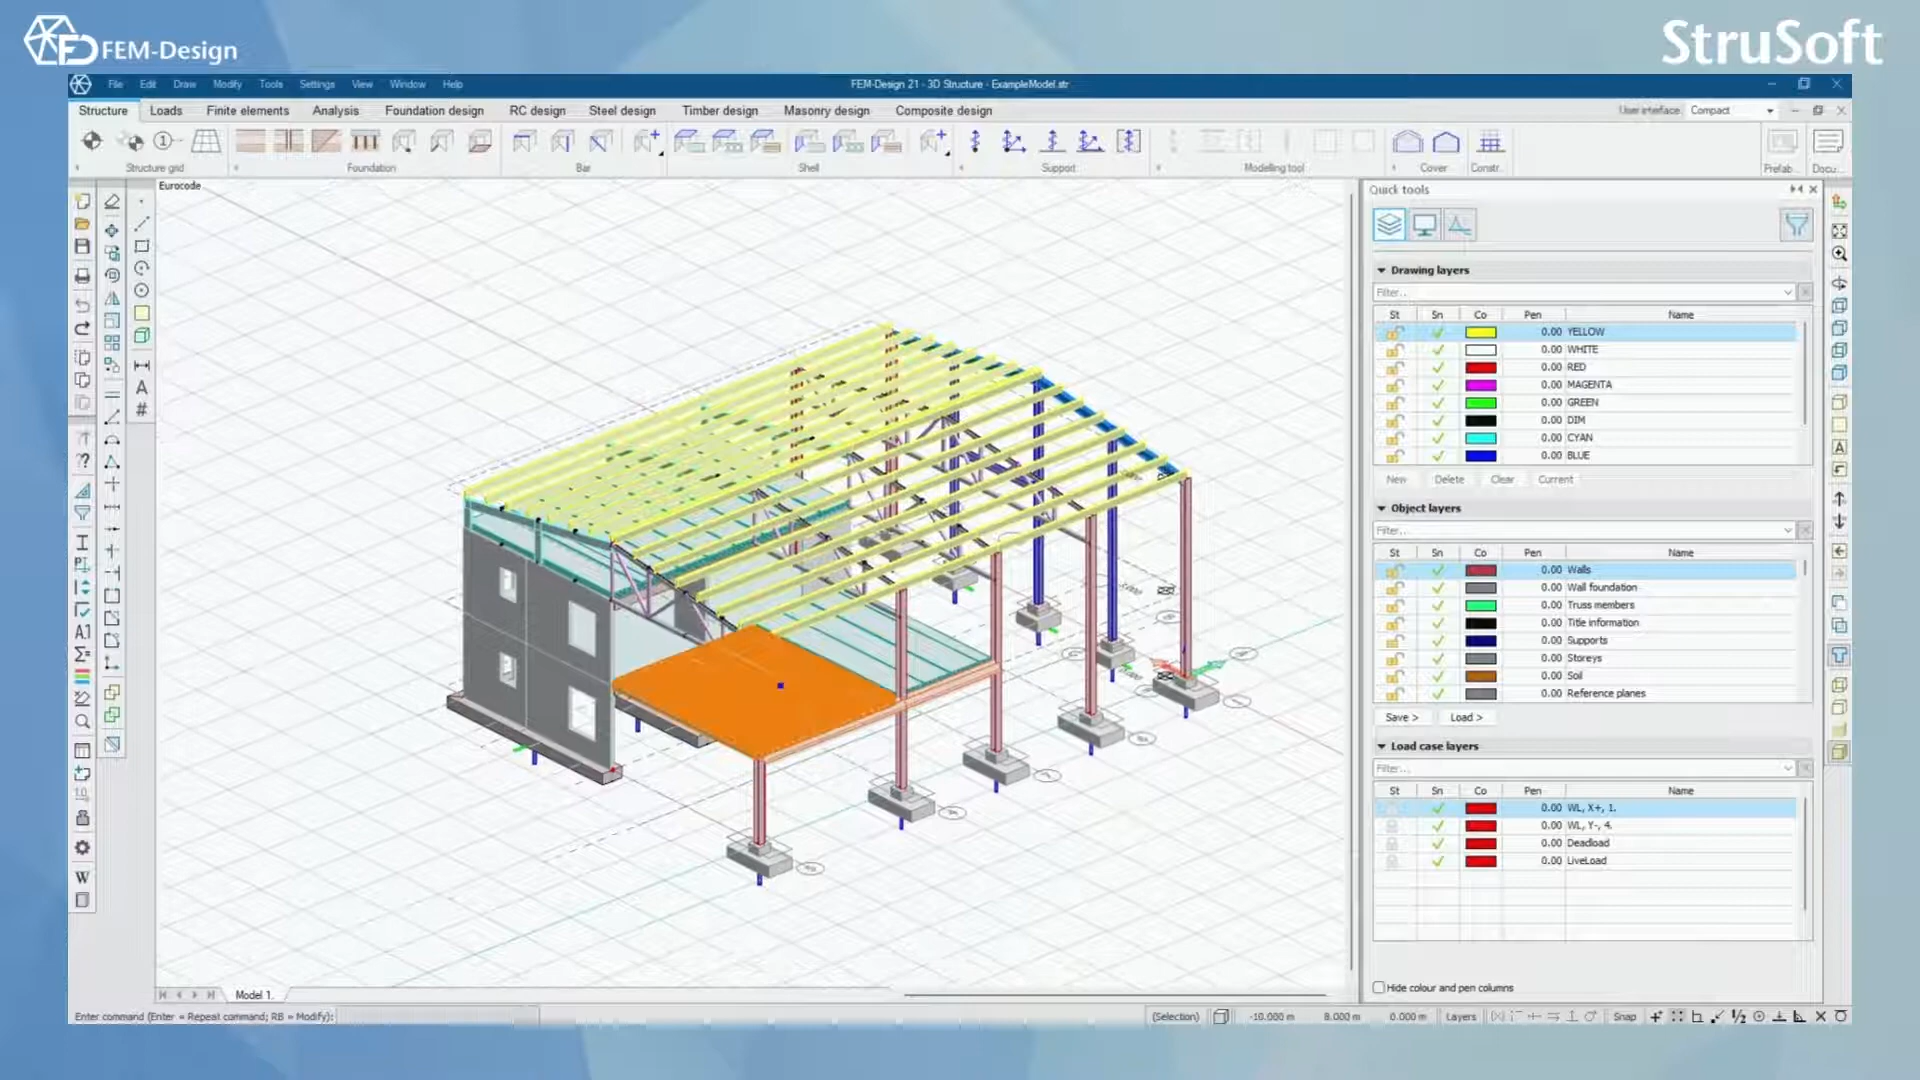 FEM-Design
StruSoft
File Edit Draw Modify Tools Settings View Window Help
FEM-Design 21 - 3D Structure - ExampleModel.str
Structure Loads Finite elements Analysis Foundation design RC design Steel design Timber design Masonry design Composite design
User interface: Compact
Structure grid Foundation Bar Shell Support Modelling tool Cover Constr... Prefab... Docu...
Eurocode
Quick tools
Drawing layers
Filter...
St Sn Co Pen Name
0.00 YELLOW
0.00 WHITE
0.00 RED
0.00 MAGENTA
0.00 GREEN
0.00 DIM
0.00 CYAN
0.00 BLUE
New Delete Clear Current
Object layers
Filter...
St Sn Co Pen Name
0.00 Walls
0.00 Wall foundation
0.00 Truss members
0.00 Title information
0.00 Supports
0.00 Storeys
0.00 Soil
0.00 Reference planes
Save > Load >
Load case layers
Filter...
St Sn Co Pen Name
0.00 WL, X+, 1.
0.00 WL, Y-, 4.
0.00 Deadload
0.00 LiveLoad
Hide colour and pen columns
Model 1.
Enter command (Enter = Repeat command; RB = Modify):
(Selection) -10.000 m 8.000 m 0.000 m Layers Snap